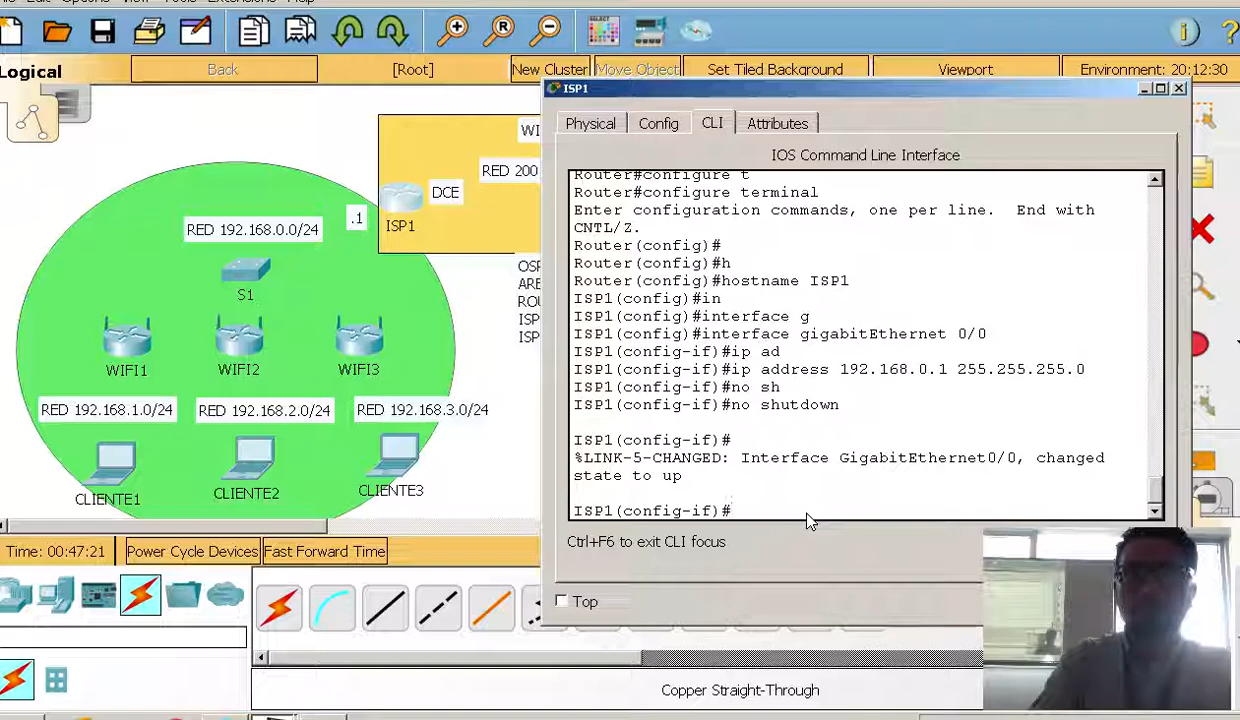 Logical
Back
[Root]
New Cluster
Move Object
Set Tiled Background
Viewport
Environment: 20:12:30
ISP1
Physical
Config
CLI
Attributes
IOS Command Line Interface
Router#configure t
Router#configure terminal
Enter configuration commands, one per line.  End with
CNTL/Z.
Router(config)#
Router(config)#h
Router(config)#hostname ISP1
ISP1(config)#in
ISP1(config)#interface g
ISP1(config)#interface gigabitEthernet 0/0
ISP1(config-if)#ip ad
ISP1(config-if)#ip address 192.168.0.1 255.255.255.0
ISP1(config-if)#no sh
ISP1(config-if)#no shutdown
ISP1(config-if)#
%LINK-5-CHANGED: Interface GigabitEthernet0/0, changed
state to up
ISP1(config-if)#
Ctrl+F6 to exit CLI focus
Top
WI
RED 200
DCE
ISP1
.1
RED 192.168.0.0/24
S1
OSP
ARE
ROU
ISP
ISP
WIFI1
WIFI2
WIFI3
RED 192.168.1.0/24
RED 192.168.2.0/24
RED 192.168.3.0/24
CLIENTE1
CLIENTE2
CLIENTE3
Time: 00:47:21
Power Cycle Devices
Fast Forward Time
Copper Straight-Through